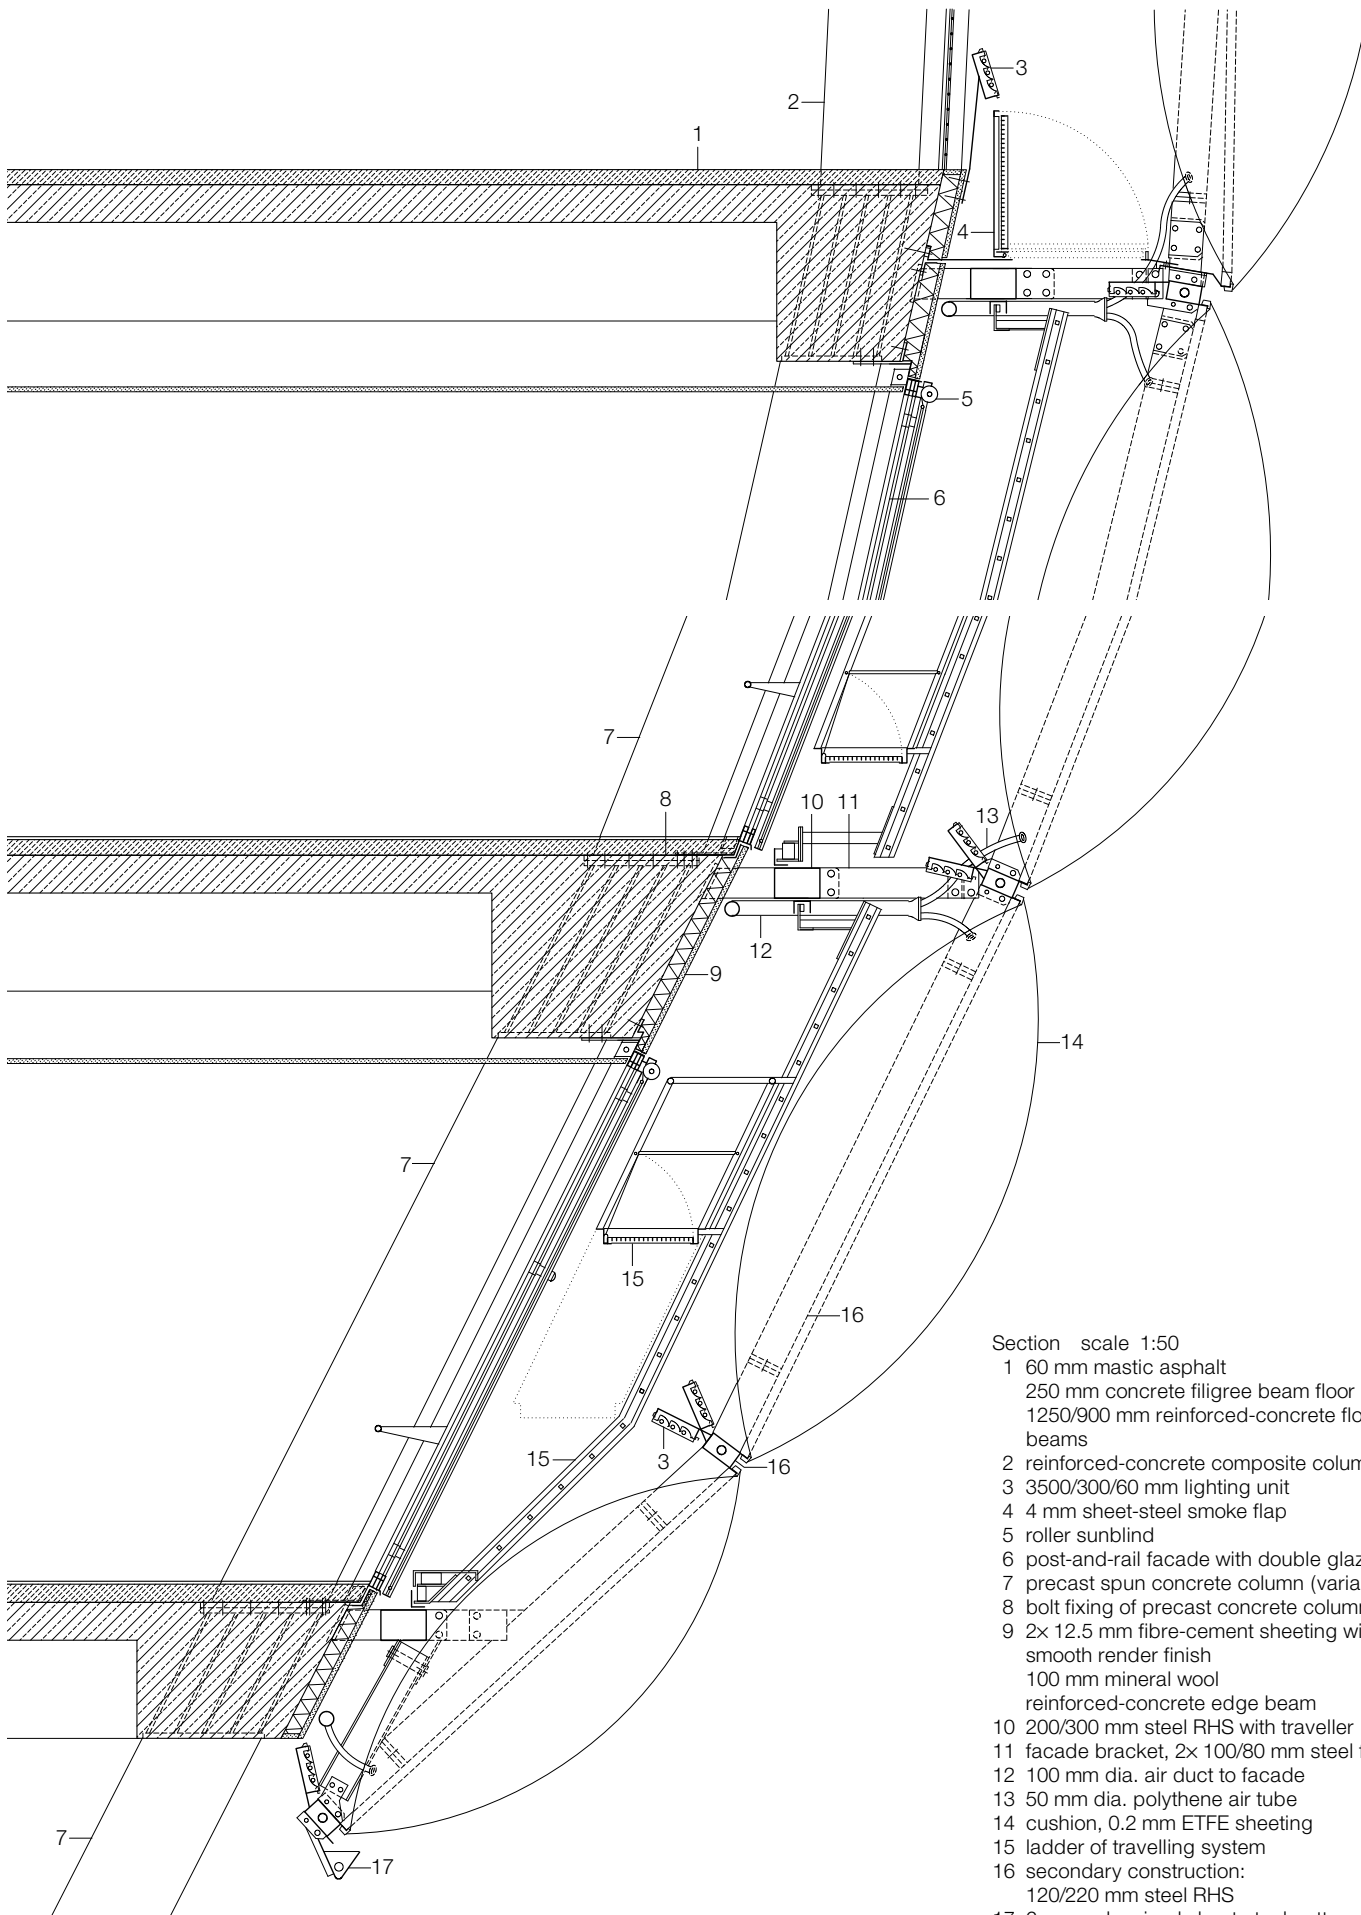 3
2
1
4
5
6
7
8
10 11
13
12
9
14
7
15
16
15
3
16
7
17
Section scale 1:50
1 60 mm mastic asphalt
250 mm concrete filigree beam floor
1250/900 mm reinforced-concrete
beams
2 reinforced-concrete composite
3 3500/300/60 mm lighting unit
4 4 mm sheet-steel smoke flap
5 roller sunblind
6 post-and-rail facade with double
7 precast spun concrete column
8 bolt fixing of precast concrete
9 2× 12.5 mm fibre-cement sheeting
smooth render finish
100 mm mineral wool
reinforced-concrete edge beam
10 200/300 mm steel RHS with traveller
11 facade bracket, 2× 100/80 mm steel
12 100 mm dia. air duct to facade
13 50 mm dia. polythene air tube
14 cushion, 0.2 mm ETFE sheeting
15 ladder of travelling system
16 secondary construction:
120/220 mm steel RHS
17